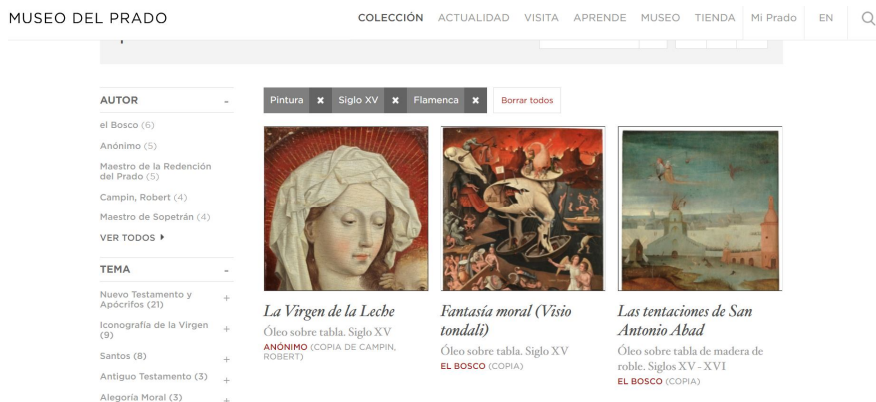 MUSEO DEL PRADO
COLECCIÓN ACTUALIDAD VISITA APRENDE MUSEO TIENDA Mi Prado EN
AUTOR -
el Bosco (6)
Anónimo (5)
Maestro de la Redención
del Prado (5)
Campin, Robert (4)
Maestro de Sopetrán (4)
VER TODOS
TEMA -
Nuevo Testamento y
Apócrifos (21) +
Iconografía de la Virgen
(9) +
Santos (8) +
Antiguo Testamento (3) +
Alegoría Moral (3) +
Pintura ✖ Siglo XV ✖ Flamenca ✖ Borrar todos
La Virgen de la Leche
Óleo sobre tabla. Siglo XV
ANÓNIMO (COPIA DE CAMPIN,
ROBERT)
Fantasía moral (Visio
tondali)
Óleo sobre tabla. Siglo XV
EL BOSCO (COPIA)
Las tentaciones de San
Antonio Abad
Óleo sobre tabla de madera de
roble. Siglos XV - XVI
EL BOSCO (COPIA)